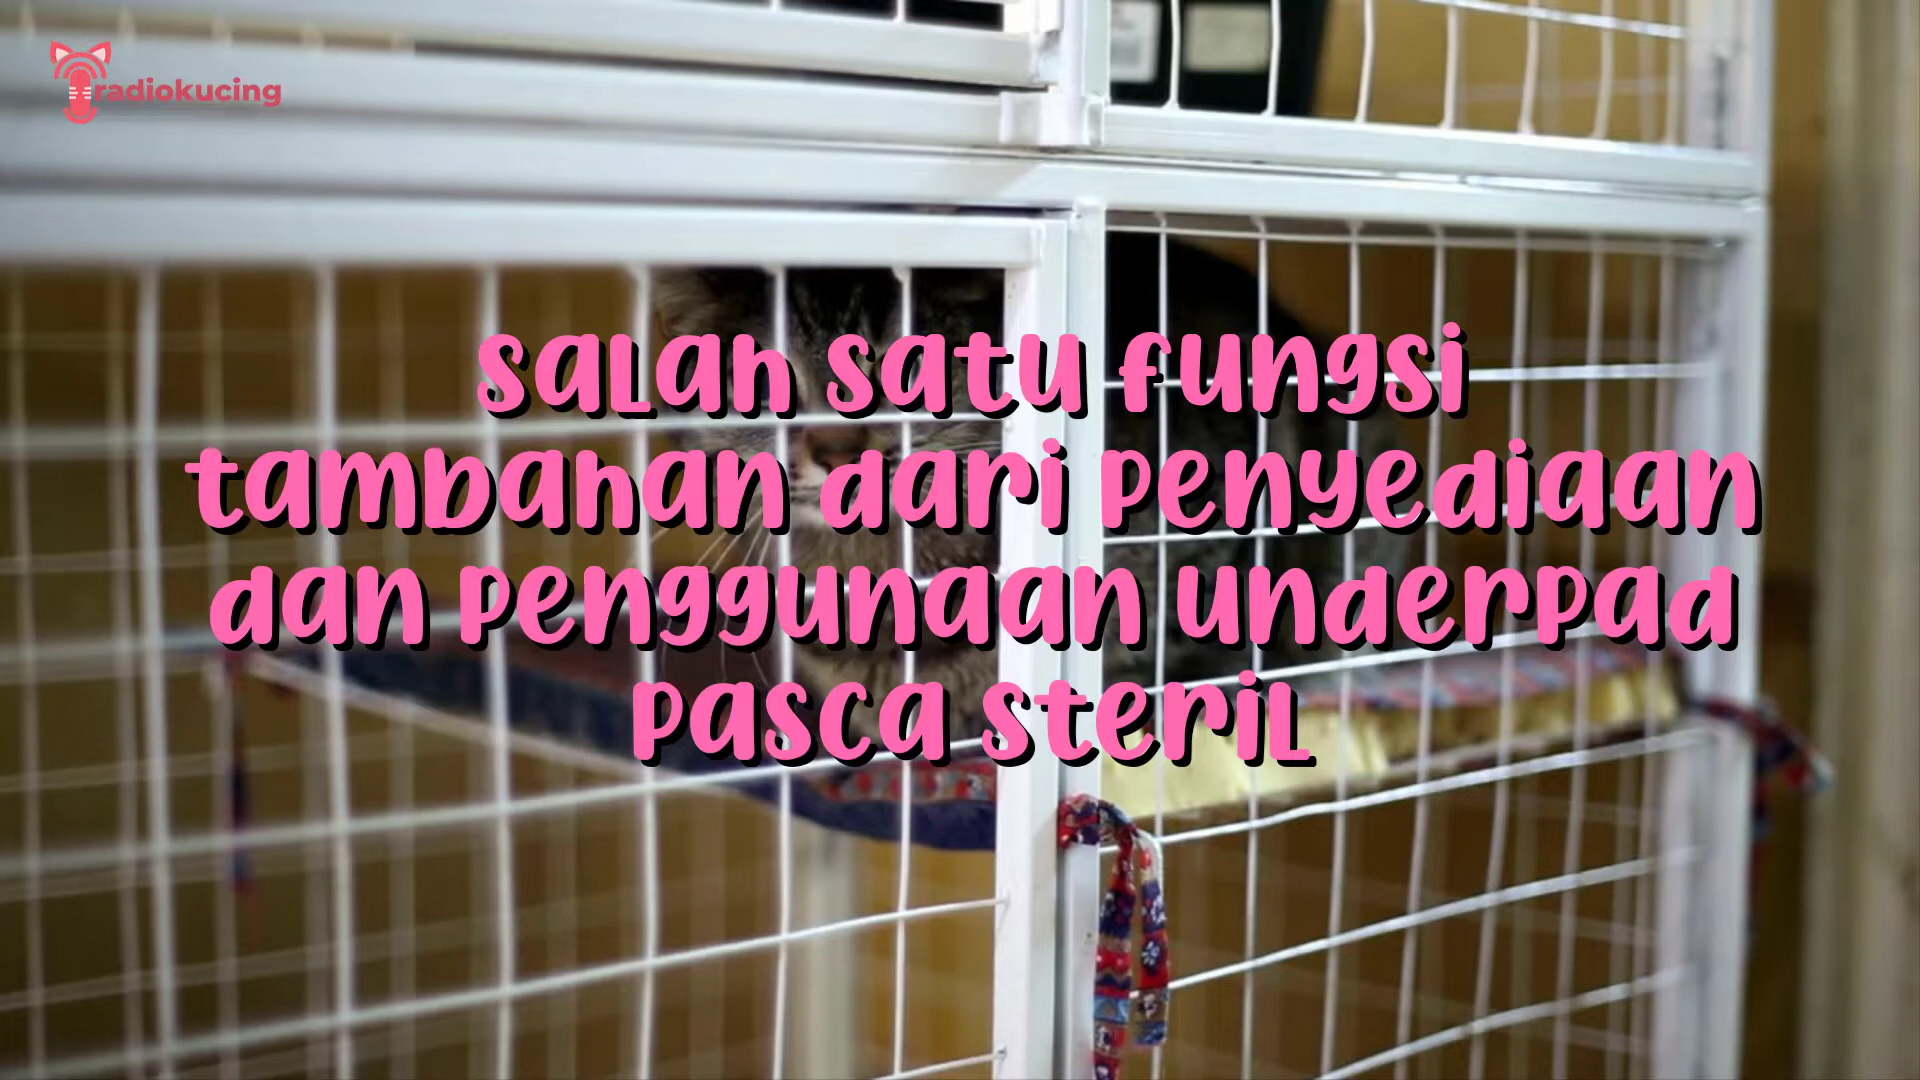 radiokucing
salah satu fungsi
tambahan dari penyediaan
dan penggunaan underpad
pasca steril